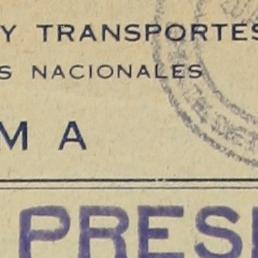 Y TRANSPORTES
S NACIONALES
M A
PRES